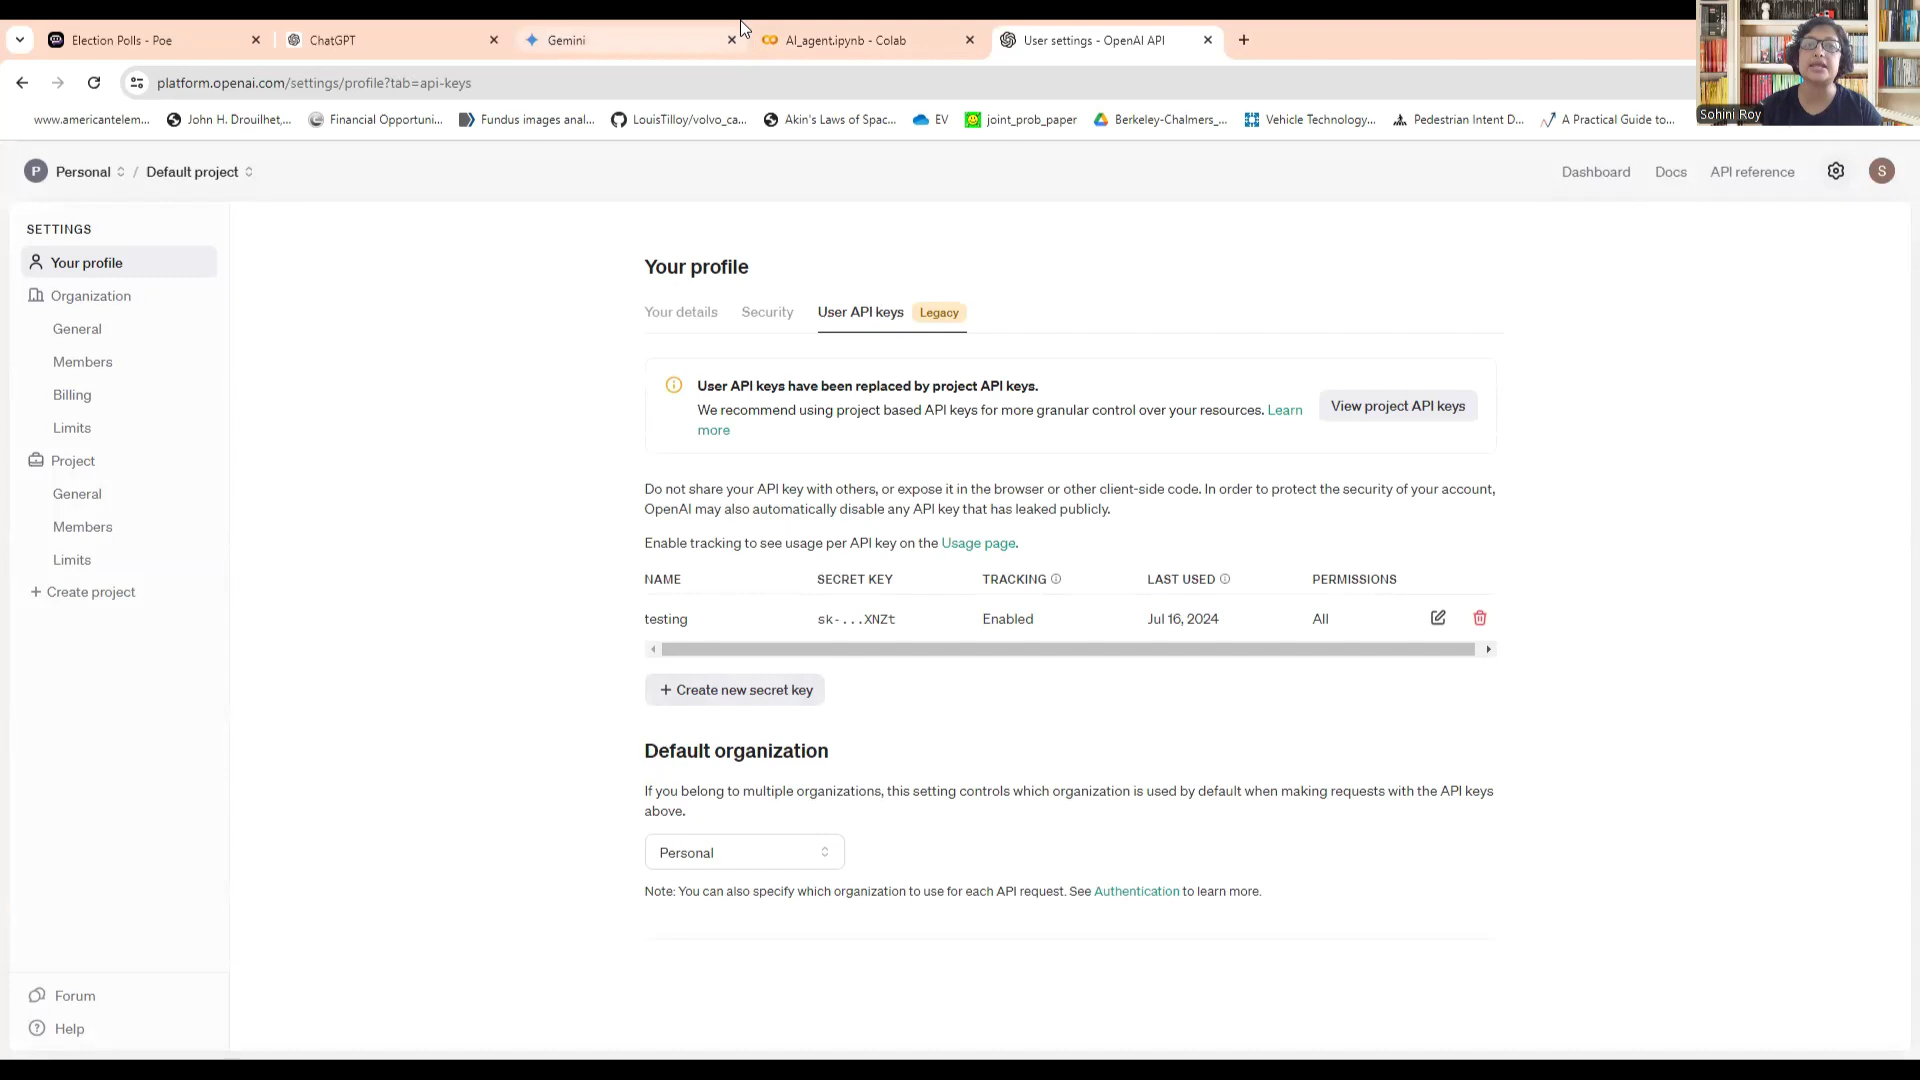 Election Polls - Poe
ChatGPT
Gemini
AI_agent.ipynb - Colab
User settings - OpenAI API
platform.openai.com/settings/profile?tab=api-keys
www.americantelem...
John H. Drouilhet,...
Financial Opportuni...
Fundus images anal...
LouisTilloy/volvo_ca...
Akin's Laws of Spac...
EV
joint_prob_paper
Berkeley-Chalmers_...
Vehicle Technology...
Pedestrian Intent D...
A Practical Guide to...
Sohini Roy
P Personal / Default project
Dashboard
Docs
API reference
S
SETTINGS
Your profile
Organization
General
Members
Billing
Limits
Project
General
Members
Limits
+ Create project
Forum
Help
Your profile
Your details
Security
User API keys Legacy
User API keys have been replaced by project API keys.
We recommend using project based API keys for more granular control over your resources. Learn
more
View project API keys
Do not share your API key with others, or expose it in the browser or other client-side code. In order to protect the security of your account,
OpenAI may also automatically disable any API key that has leaked publicly.
Enable tracking to see usage per API key on the Usage page.
NAME SECRET KEY TRACKING LAST USED PERMISSIONS
testing sk-...XNZt Enabled Jul 16, 2024 All
+ Create new secret key
Default organization
If you belong to multiple organizations, this setting controls which organization is used by default when making requests with the API keys
above.
Personal
Note: You can also specify which organization to use for each API request. See Authentication to learn more.